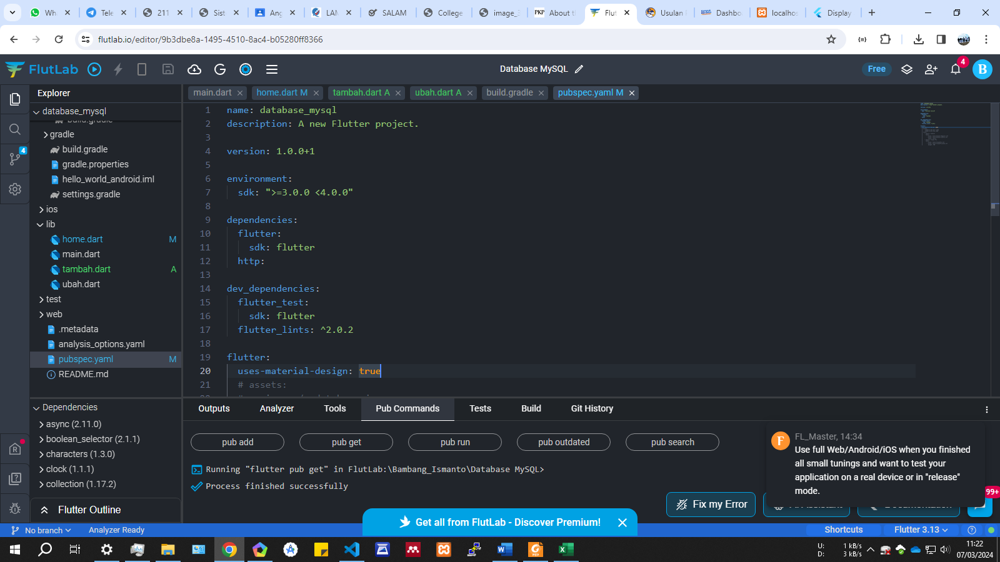 Wha
Tele
211
Sist
Ang
LAN
SALAM
College
image_3
PKP About t
Flut
Usulan
Dashbo
localhos
Display
flutlab.io/editor/9b3dbe8a-1495-4510-8ac4-b05280ff8366
FlutLab
Database MySQL
Free
4
B
Explorer
main.dart
home.dart M
tambah.dart A
ubah.dart A
build.gradle
pubspec.yaml M
database_mysql
build.gradle
gradle
build.gradle
gradle.properties
hello_world_android.iml
settings.gradle
ios
lib
home.dart M
main.dart
tambah.dart A
ubah.dart
test
web
.metadata
analysis_options.yaml
pubspec.yaml M
README.md
4
1 name: database_mysql
2 description: A new Flutter project.
3
4 version: 1.0.0+1
5
6 environment:
7 sdk: ">=3.0.0 <4.0.0"
8
9 dependencies:
10 flutter:
11 sdk: flutter
12 http:
13
14 dev_dependencies:
15 flutter_test:
16 sdk: flutter
17 flutter_lints: ^2.0.2
18
19 flutter:
20 uses-material-design: true
21 # assets:
Dependencies
async (2.11.0)
boolean_selector (2.1.1)
characters (1.3.0)
clock (1.1.1)
collection (1.17.2)
Flutter Outline
Outputs
Analyzer
Tools
Pub Commands
Tests
Build
Git History
pub add
pub get
pub run
pub outdated
pub search
Running "flutter pub get" in FlutLab:\Bambang_Ismanto\Database MySQL>
Process finished successfully
F
FL_Master, 14:34
Use full Web/Android/iOS when you finished
all small tunings and want to test your
application on a real device or in "release"
mode.
99+
Fix my Error
Get all from FlutLab - Discover Premium!
No branch
Analyzer Ready
Shortcuts
Flutter 3.13
U: 1 kB/s
D: 3 kB/s
11:22
07/03/2024